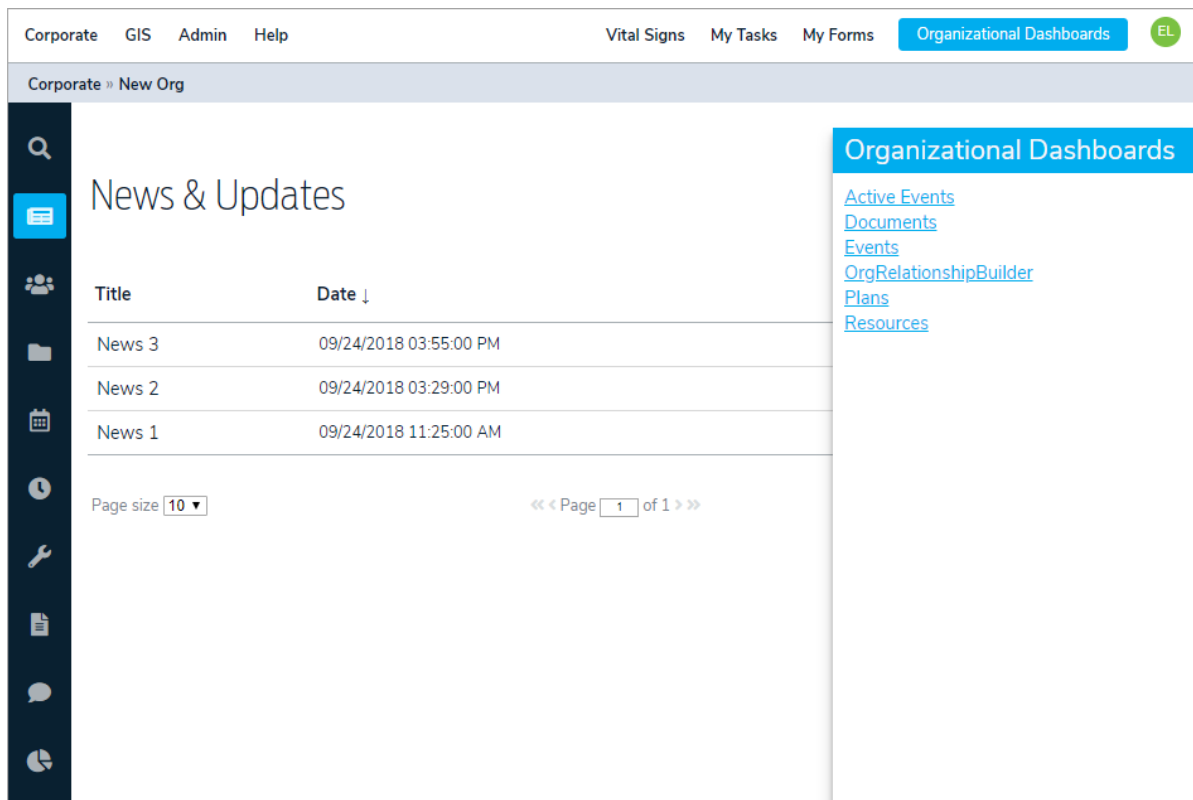 Corporate GIS Admin Help Vital Signs My Tasks My Forms Organizational Dashboards EL
Corporate » New Org
Organizational Dashboards
News & Updates
Active Events
Documents
Events
OrgRelationshipBuilder
Plans
Resources
Title Date ↓
News 3 09/24/2018 03:55:00 PM
News 2 09/24/2018 03:29:00 PM
News 1 09/24/2018 11:25:00 AM
Page size 10 ▼ « ‹ Page 1 of 1 › »